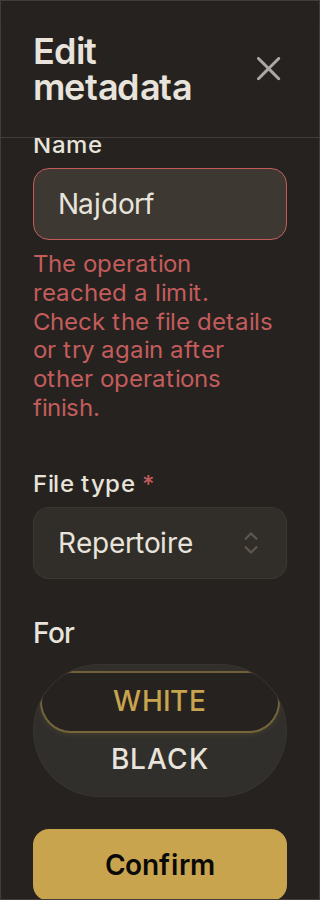 Edit
metadata
Name
Najdorf
The operation
reached a limit.
Check the file details
or try again after
other operations
finish.
File type *
Repertoire
For
WHITE
BLACK
Confirm